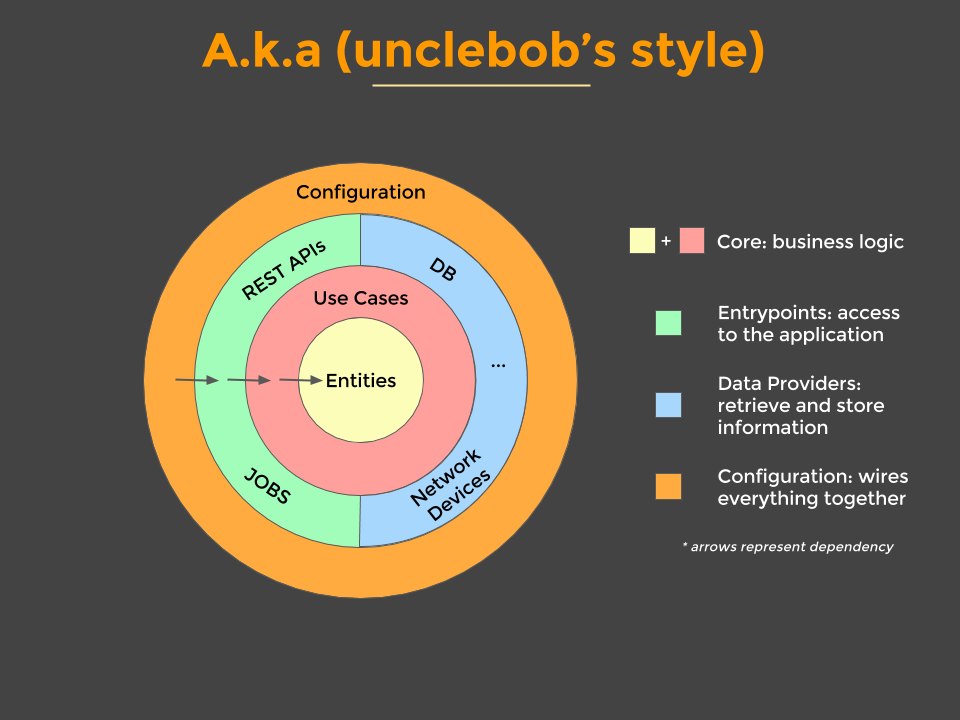 A.k.a (unclebob’s style)
Configuration
REST APIs
DB
Use Cases
...
Entities
JOBS
Network
Devices
+
Core: business logic
Entrypoints: access
to the application
Data Providers:
retrieve and store
information
Configuration: wires
everything together
* arrows represent dependency